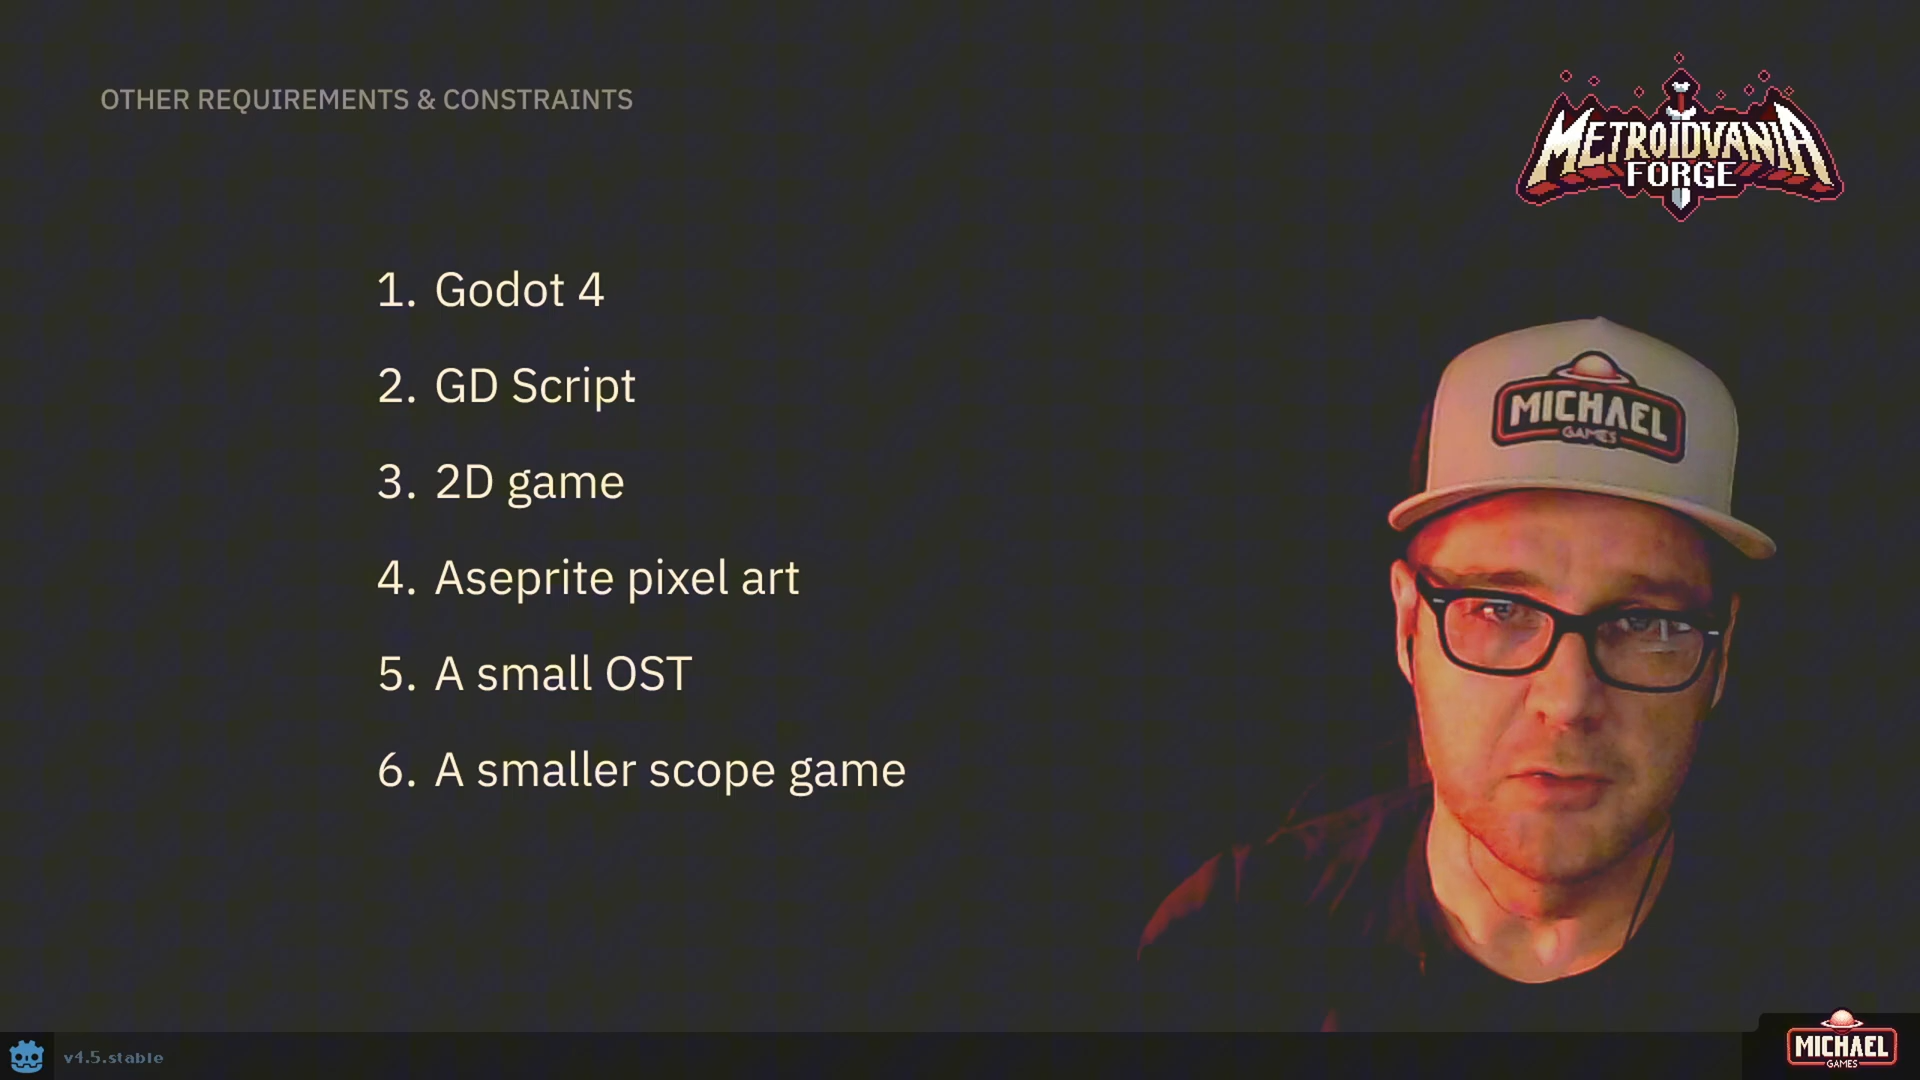 OTHER REQUIREMENTS & CONSTRAINTS
METROIDVANIA
FORGE
1. Godot 4
2. GD Script
3. 2D game
4. Aseprite pixel art
5. A small OST
6. A smaller scope game
MICHAEL
GAMES
v4.5.stable
MICHAEL
GAMES